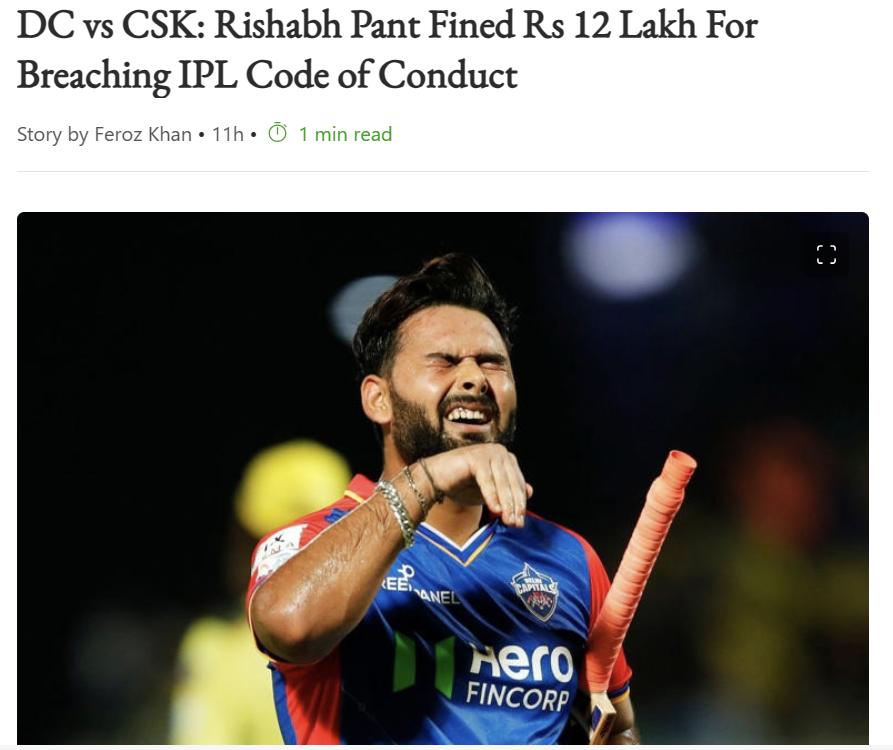 DC vs CSK: Rishabh Pant Fined Rs 12 Lakh For
Breaching IPL Code of Conduct
Story by Feroz Khan • 11h • 1 min read
DELHI
CAPITALS
Hero
FINCORP